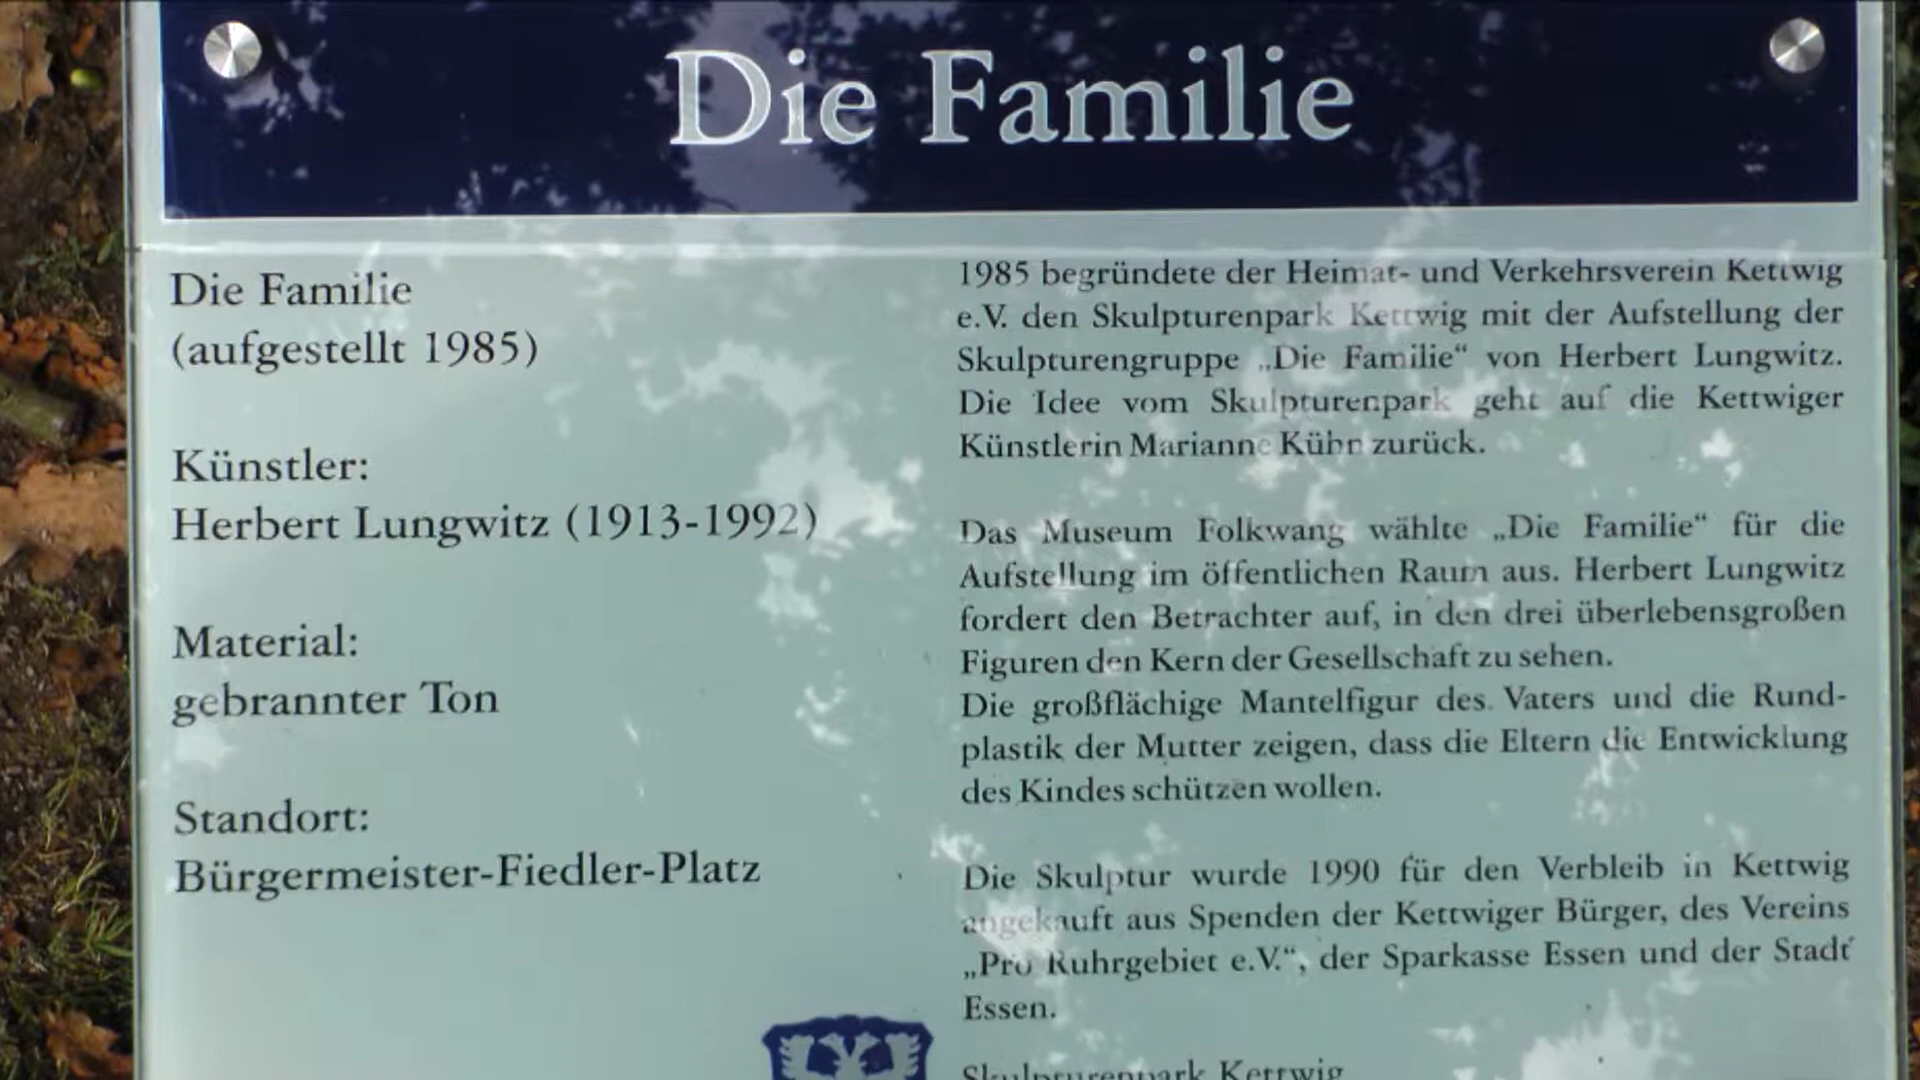 Die Familie
Die Familie
(aufgestellt 1985)
Künstler:
Herbert Lungwitz (1913-1992)
Material:
gebrannter Ton
Standort:
Bürgermeister-Fiedler-Platz
1985 begründete der Heimat- und Verkehrsverein Kettwig
e.V. den Skulpturenpark Kettwig mit der Aufstellung der
Skulpturengruppe „Die Familie“ von Herbert Lungwitz.
Die Idee vom Skulpturenpark geht auf die Kettwiger
Künstlerin Marianne Kühn zurück.
Das Museum Folkwang wählte „Die Familie“ für die
Aufstellung im öffentlichen Raum aus. Herbert Lungwitz
fordert den Betrachter auf, in den drei überlebensgroßen
Figuren den Kern der Gesellschaft zu sehen.
Die großflächige Mantelfigur des Vaters und die Rund-
plastik der Mutter zeigen, dass die Eltern die Entwicklung
des Kindes schützen wollen.
Die Skulptur wurde 1990 für den Verbleib in Kettwig
angekauft aus Spenden der Kettwiger Bürger, des Vereins
„Pro Ruhrgebiet e.V.“, der Sparkasse Essen und der Stadt
Essen.
Skulpturenpark Kettwig